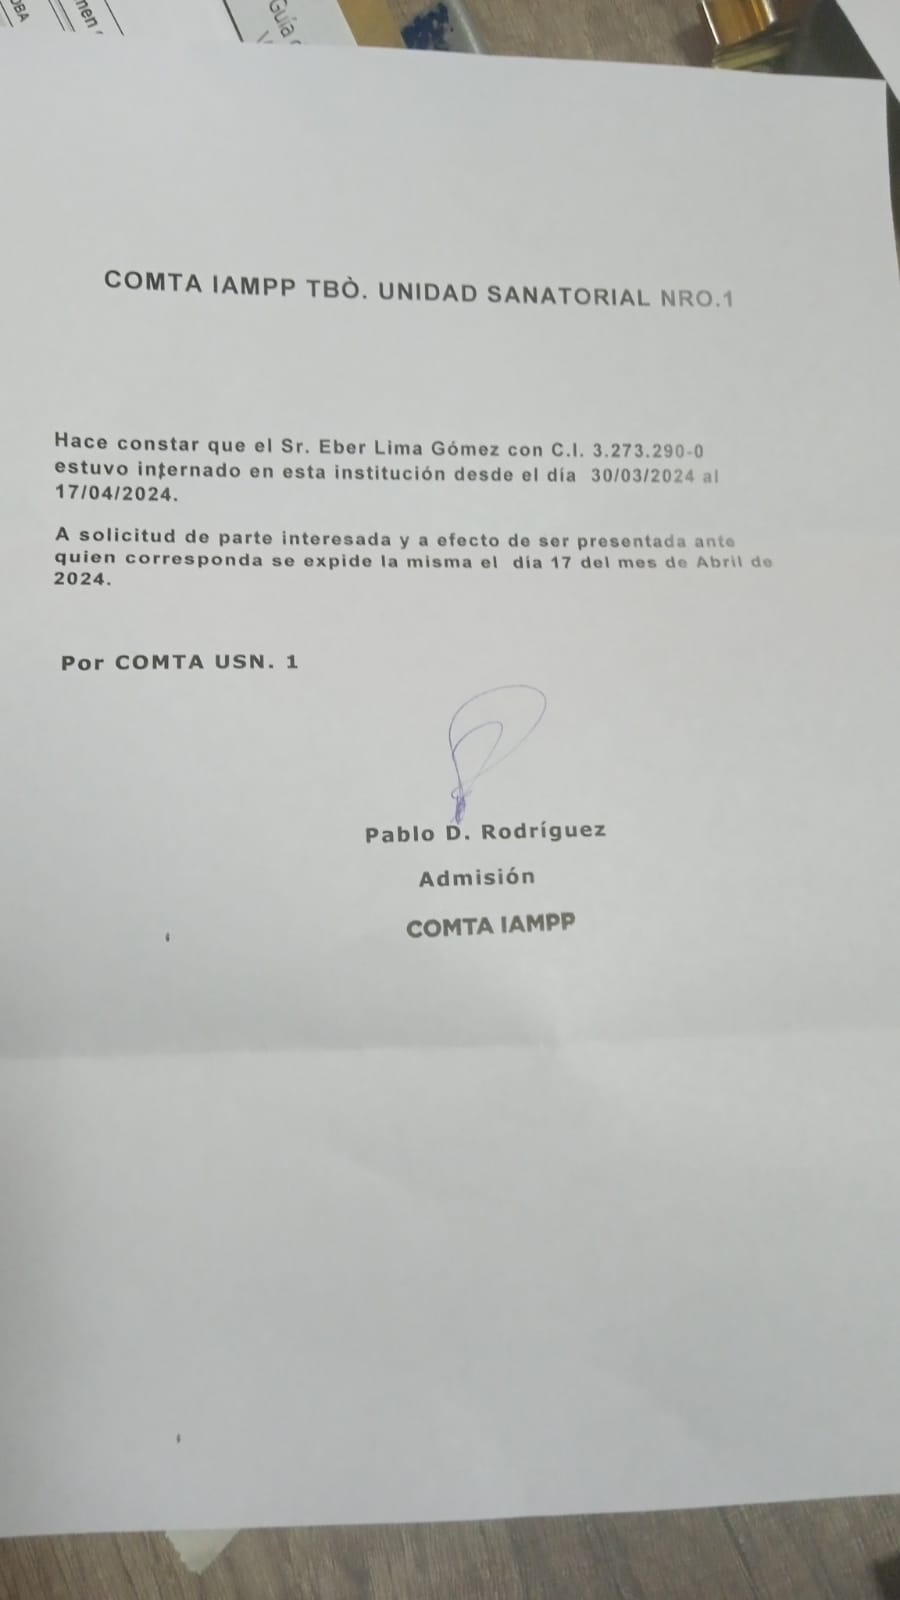 OBA
men
Guía
COMTA IAMPP TBÒ. UNIDAD SANATORIAL NRO.1
Hace constar que el Sr. Eber Lima Gómez con C.I. 3.273.290-0
estuvo internado en esta institución desde el día 30/03/2024 al
17/04/2024.
A solicitud de parte interesada y a efecto de ser presentada ante
quien corresponda se expide la misma el día 17 del mes de Abril de
2024.
Por COMTA USN. 1
Pablo D. Rodríguez
Admisión
COMTA IAMPP